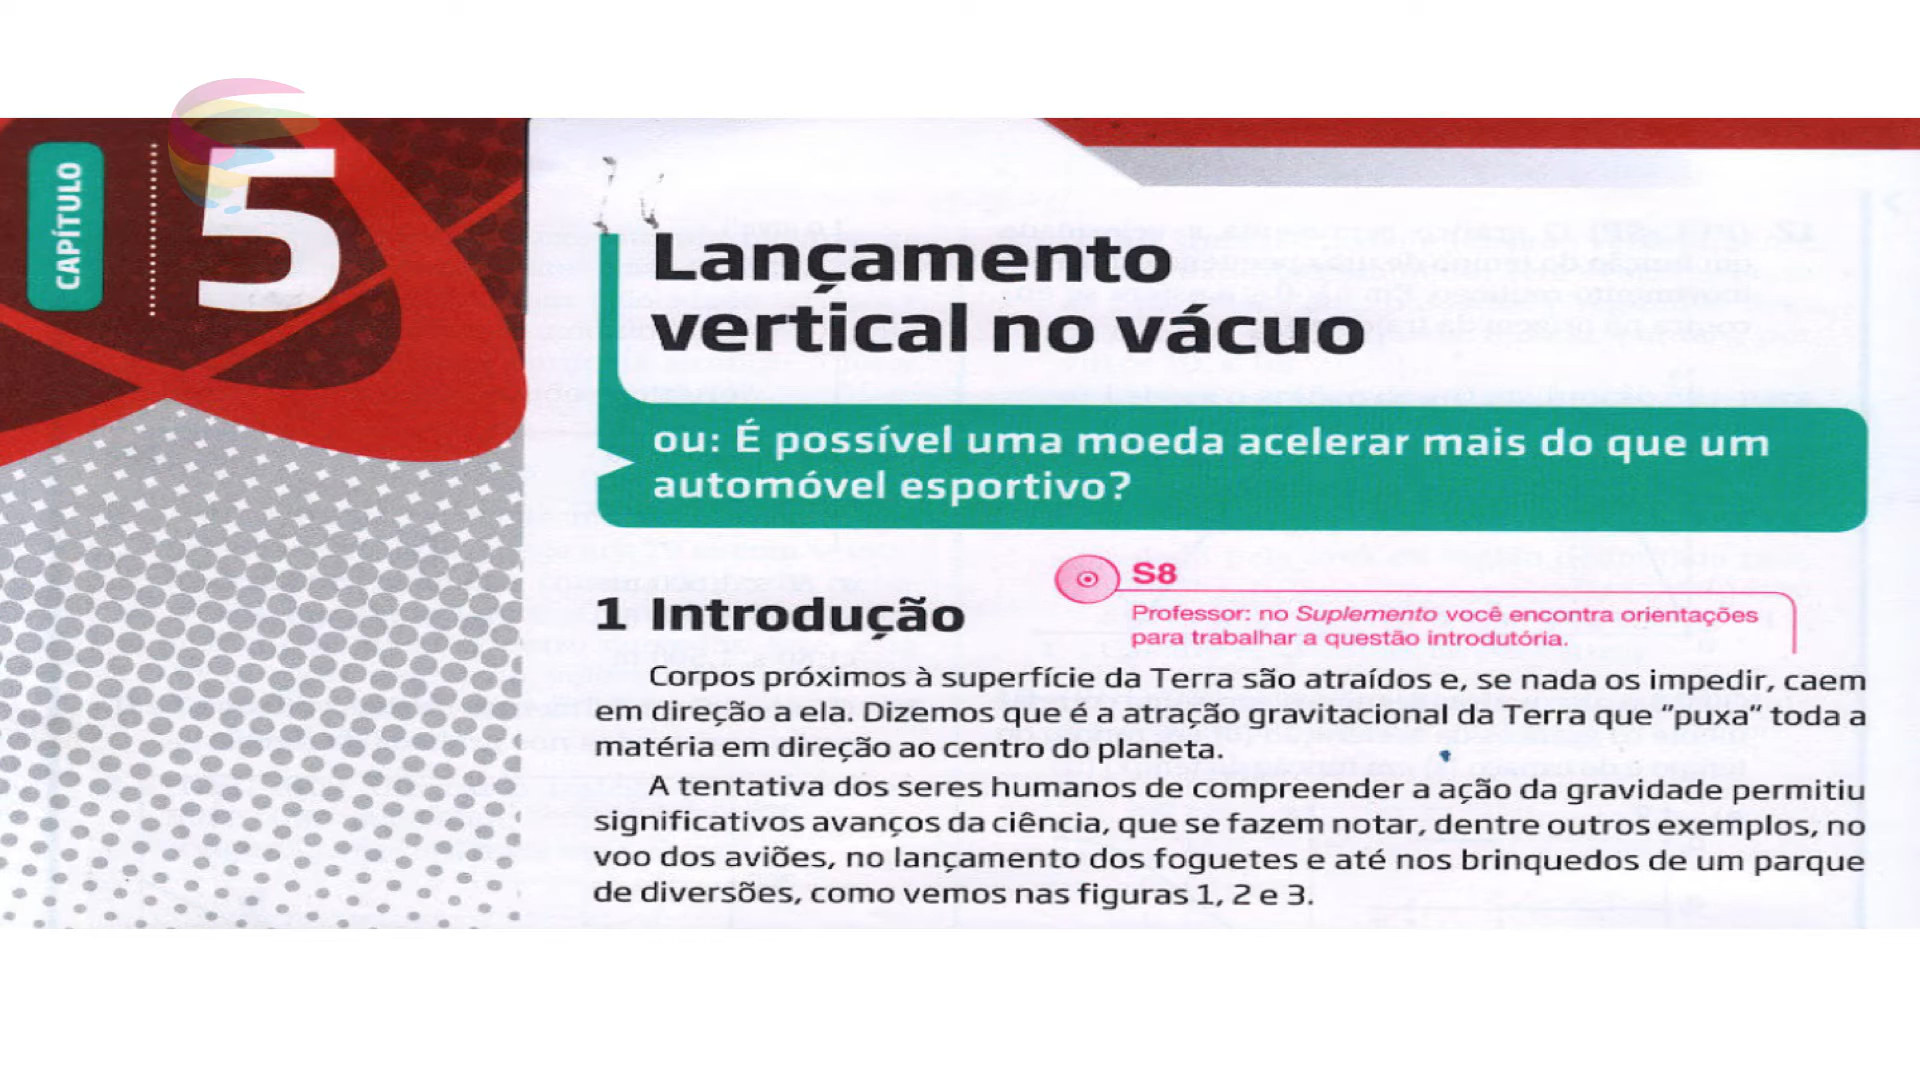 CAPÍTULO
5
Lançamento
vertical no vácuo
ou: É possível uma moeda acelerar mais do que um
automóvel esportivo?
S8
Professor: no Suplemento você encontra orientações
para trabalhar a questão introdutória.
1 Introdução
Corpos próximos à superfície da Terra são atraídos e, se nada os impedir, caem
em direção a ela. Dizemos que é a atração gravitacional da Terra que “puxa” toda a
matéria em direção ao centro do planeta.
A tentativa dos seres humanos de compreender a ação da gravidade permitiu
significativos avanços da ciência, que se fazem notar, dentre outros exemplos, no
voo dos aviões, no lançamento dos foguetes e até nos brinquedos de um parque
de diversões, como vemos nas figuras 1, 2 e 3.